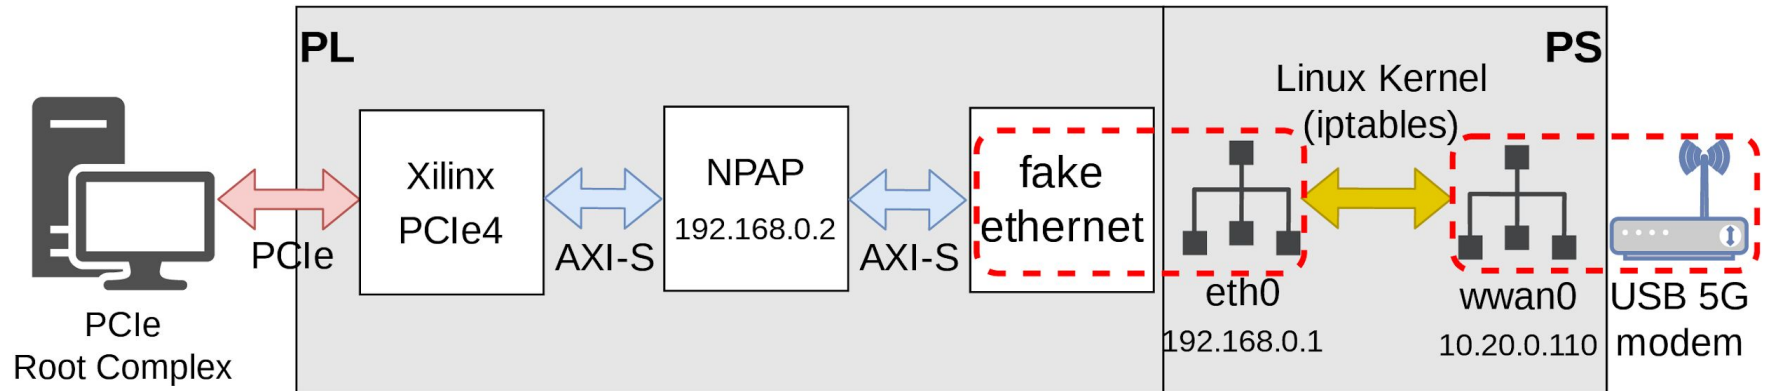 PL
PS
Linux Kernel
(iptables)
Xilinx
PCIe4
NPAP
192.168.0.2
fake
ethernet
PCIe
AXI-S
AXI-S
eth0
192.168.0.1
wwan0
10.20.0.110
USB 5G
modem
PCIe
Root Complex